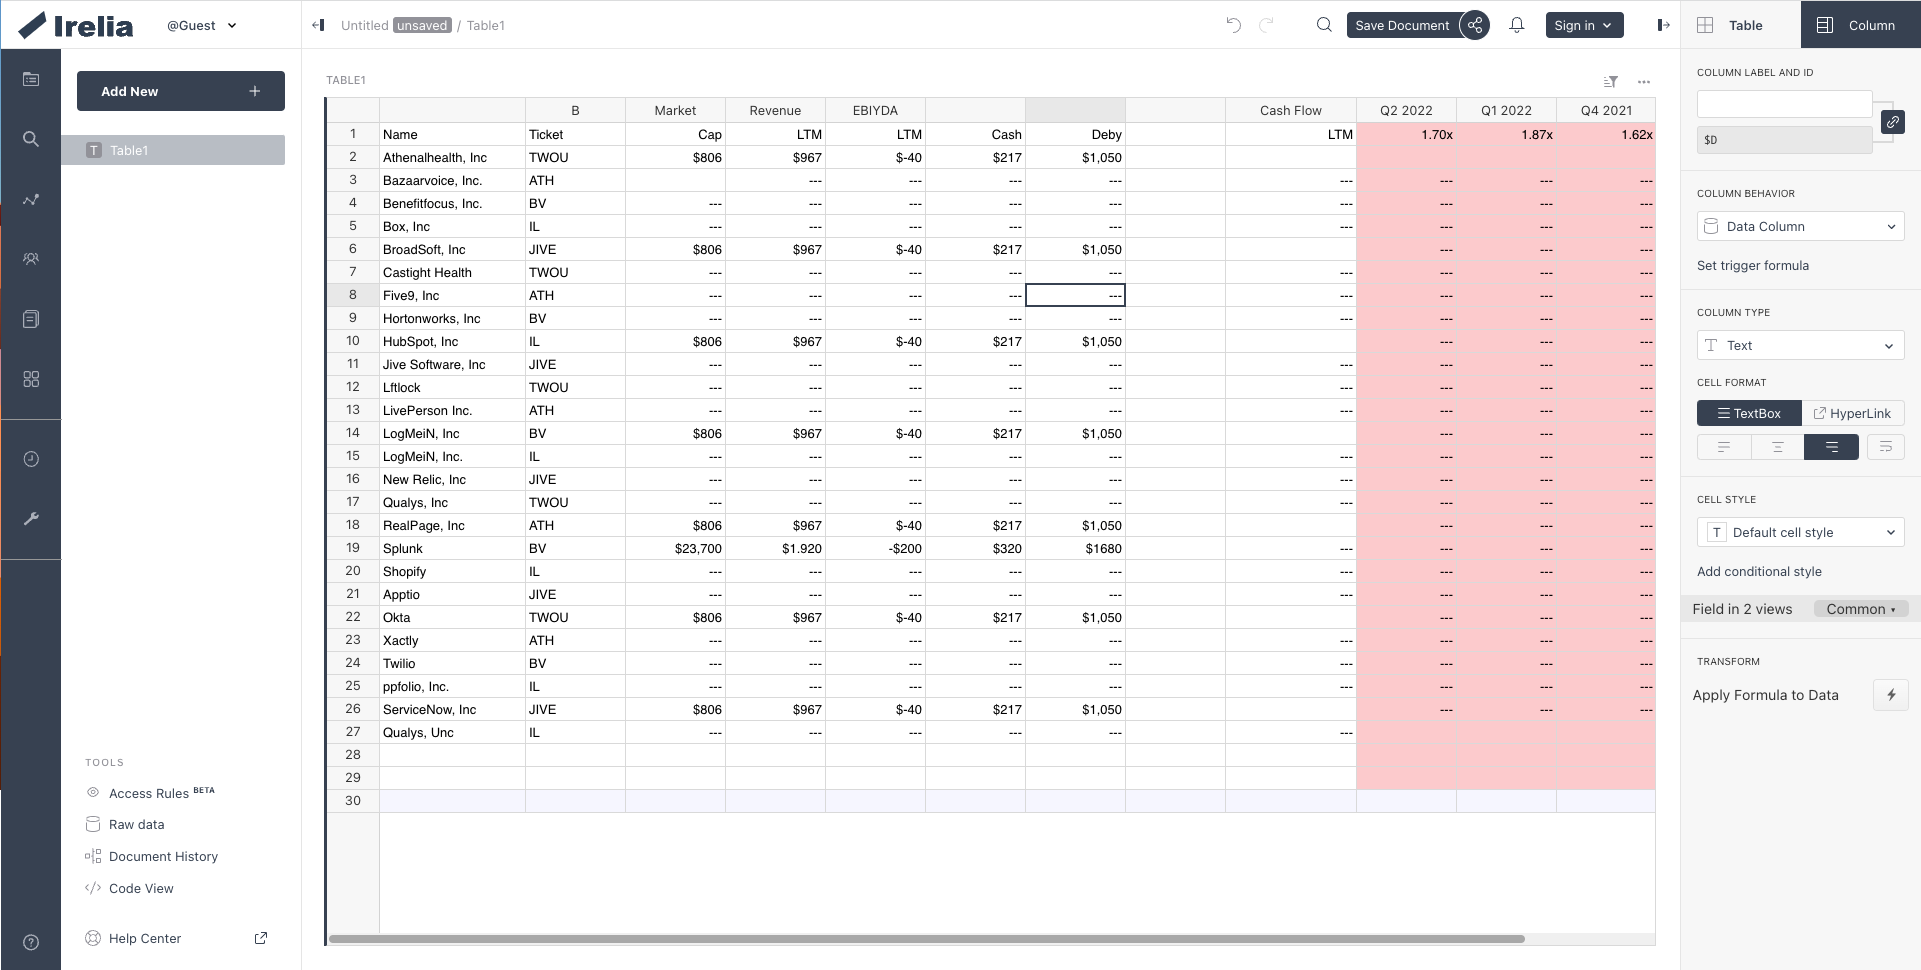 Irelia @Guest Untitled unsaved / Table1 Save Document Sign in Table Column
Add New
T Table1
TOOLS
Access Rules BETA
Raw data
Document History
Code View
Help Center
TABLE1
B Market Revenue EBIYDA Cash Flow Q2 2022 Q1 2022 Q4 2021
1 Name Ticket Cap LTM LTM Cash Deby LTM 1.70x 1.87x 1.62x
2 Athenalhealth, Inc TWOU $806 $967 $-40 $217 $1,050
3 Bazaarvoice, Inc. ATH --- --- --- --- --- --- --- ---
4 Benefitfocus, Inc. BV --- --- --- --- --- --- --- --- ---
5 Box, Inc IL --- --- --- --- --- --- --- --- ---
6 BroadSoft, Inc JIVE $806 $967 $-40 $217 $1,050 --- --- ---
7 Castight Health TWOU --- --- --- --- --- --- --- --- ---
8 Five9, Inc ATH --- --- --- --- --- --- --- --- ---
9 Hortonworks, Inc BV --- --- --- --- --- --- --- --- ---
10 HubSpot, Inc IL $806 $967 $-40 $217 $1,050 --- --- ---
11 Jive Software, Inc JIVE --- --- --- --- --- --- --- --- ---
12 Lftlock TWOU --- --- --- --- --- --- --- --- ---
13 LivePerson Inc. ATH --- --- --- --- --- --- --- --- ---
14 LogMeiN, Inc BV $806 $967 $-40 $217 $1,050 --- --- ---
15 LogMeiN, Inc. IL --- --- --- --- --- --- --- --- ---
16 New Relic, Inc JIVE --- --- --- --- --- --- --- --- ---
17 Qualys, Inc TWOU --- --- --- --- --- --- --- --- ---
18 RealPage, Inc ATH $806 $967 $-40 $217 $1,050 --- --- ---
19 Splunk BV $23,700 $1.920 -$200 $320 $1680 --- --- --- ---
20 Shopify IL --- --- --- --- --- --- --- --- ---
21 Apptio JIVE --- --- --- --- --- --- --- --- ---
22 Okta TWOU $806 $967 $-40 $217 $1,050 --- --- ---
23 Xactly ATH --- --- --- --- --- --- --- --- ---
24 Twilio BV --- --- --- --- --- --- --- --- ---
25 ppfolio, Inc. IL --- --- --- --- --- --- --- --- ---
26 ServiceNow, Inc JIVE $806 $967 $-40 $217 $1,050 --- --- ---
27 Qualys, Unc IL --- --- --- --- --- ---
28
29
30
COLUMN LABEL AND ID
$D
COLUMN BEHAVIOR
Data Column
Set trigger formula
COLUMN TYPE
Text
CELL FORMAT
TextBox HyperLink
CELL STYLE
T Default cell style
Add conditional style
Field in 2 views Common
TRANSFORM
Apply Formula to Data